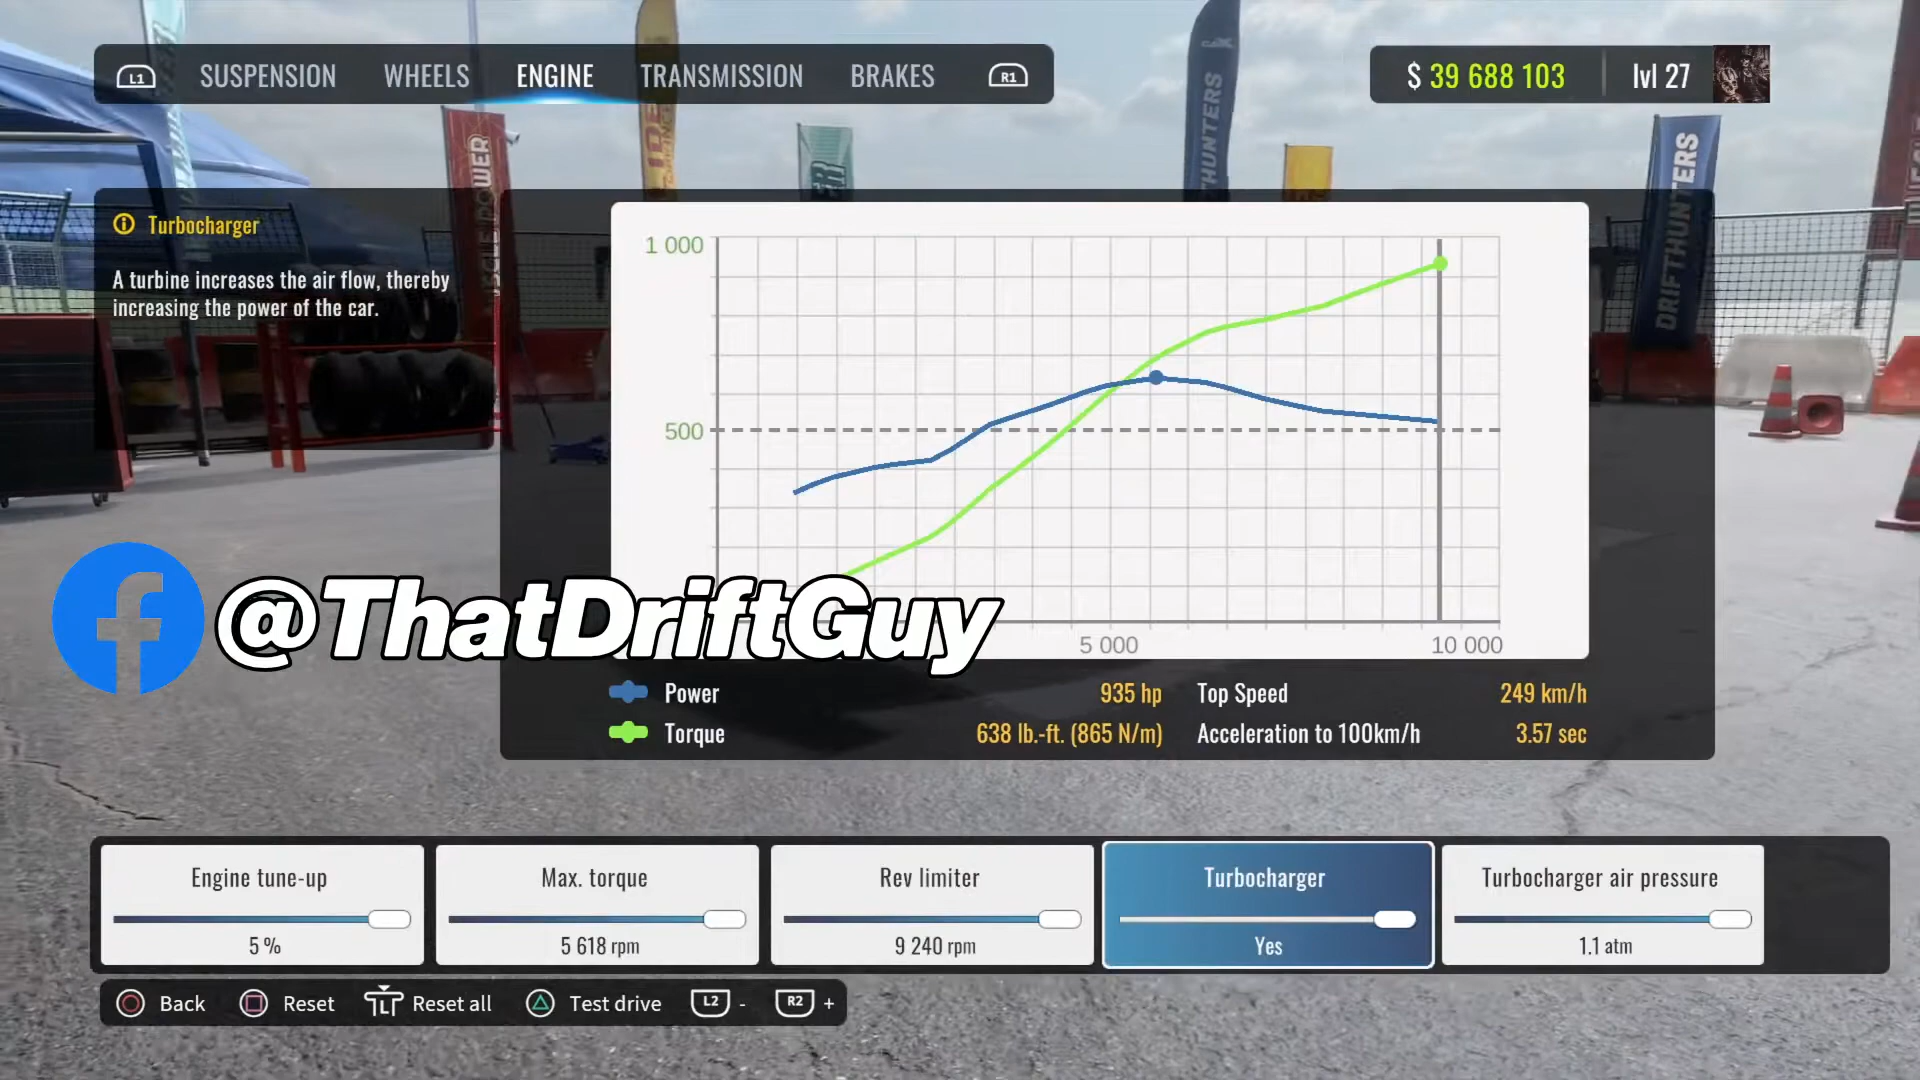 L1 SUSPENSION WHEELS ENGINE TRANSMISSION BRAKES R1
$ 39 688 103 lvl 27
DRIFTHUNTERS
Turbocharger
A turbine increases the air flow, thereby
increasing the power of the car.
1 000
500
5 000 10 000
@ThatDriftGuy
Power 935 hp Top Speed 249 km/h
Torque 638 lb.-ft. (865 N/m) Acceleration to 100km/h 3.57 sec
Engine tune-up
5 %
Max. torque
5 618 rpm
Rev limiter
9 240 rpm
Turbocharger
Yes
Turbocharger air pressure
1.1 atm
Back Reset Reset all Test drive L2 - R2 +